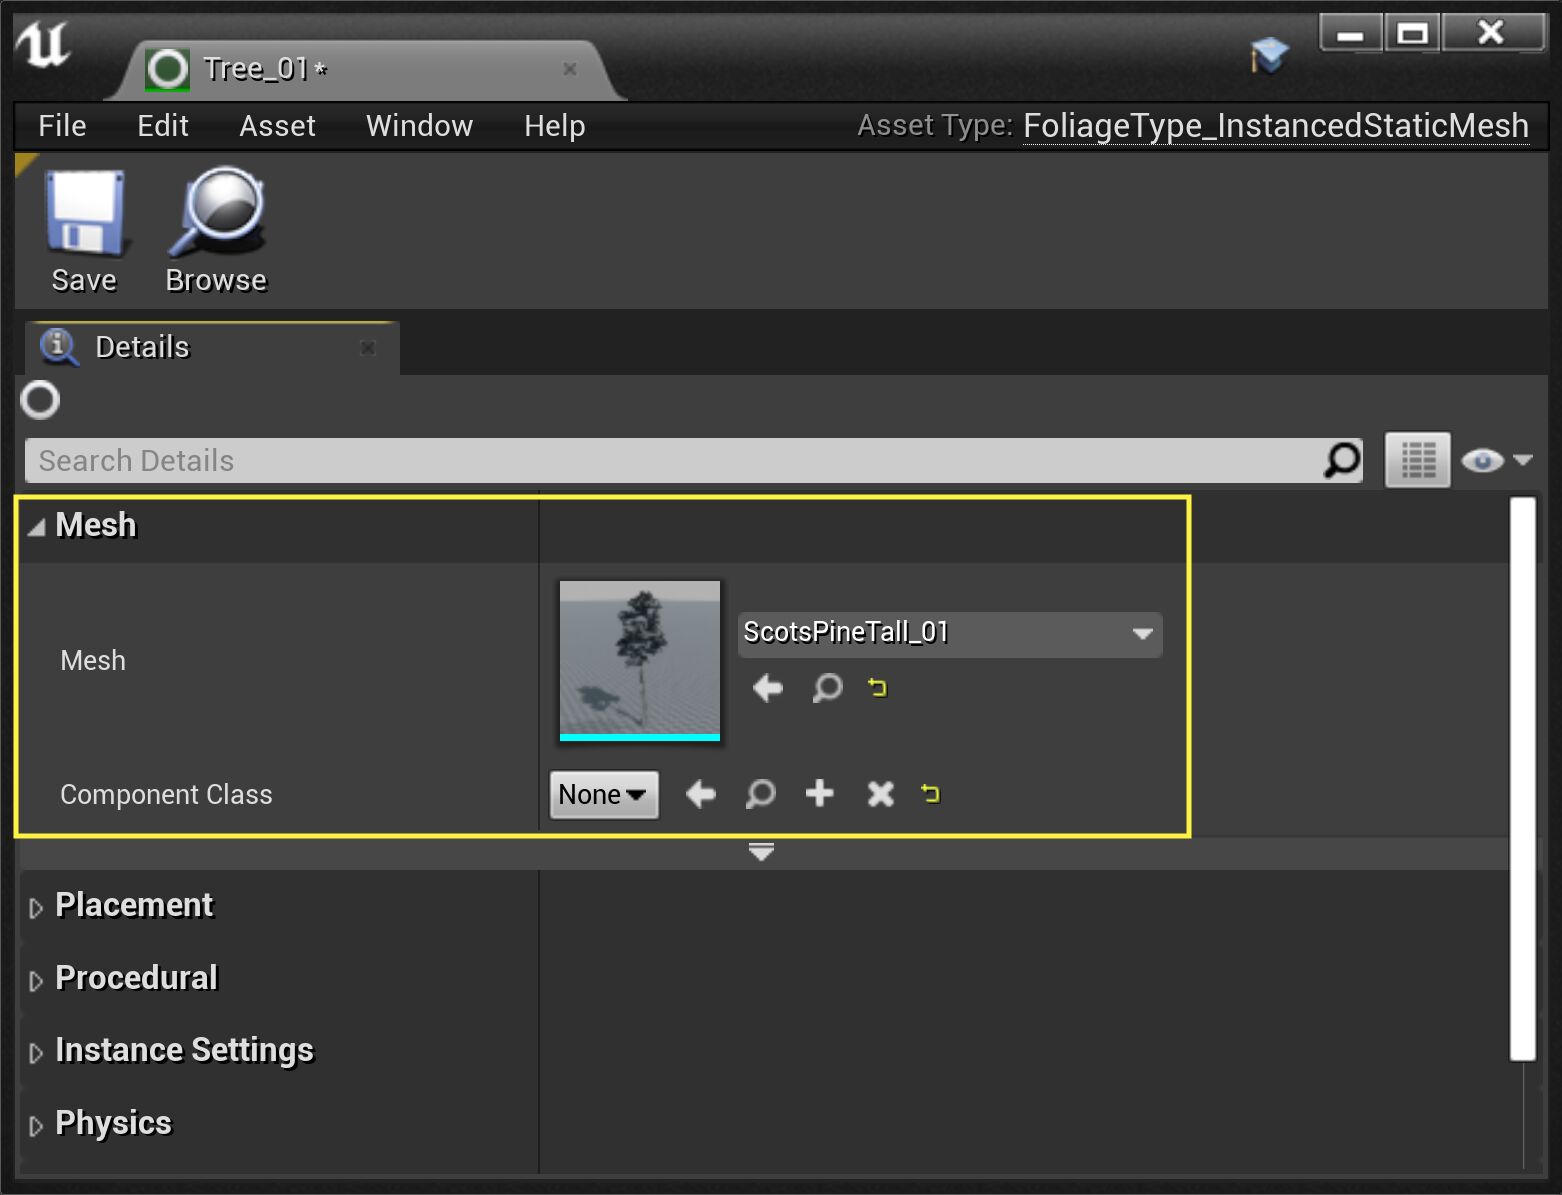 Tree_01*
File Edit Asset Window Help Asset Type: FoliageType_InstancedStaticMesh
Save Browse
Details
Search Details
Mesh
Mesh ScotsPineTall_01
Component Class None
Placement
Procedural
Instance Settings
Physics